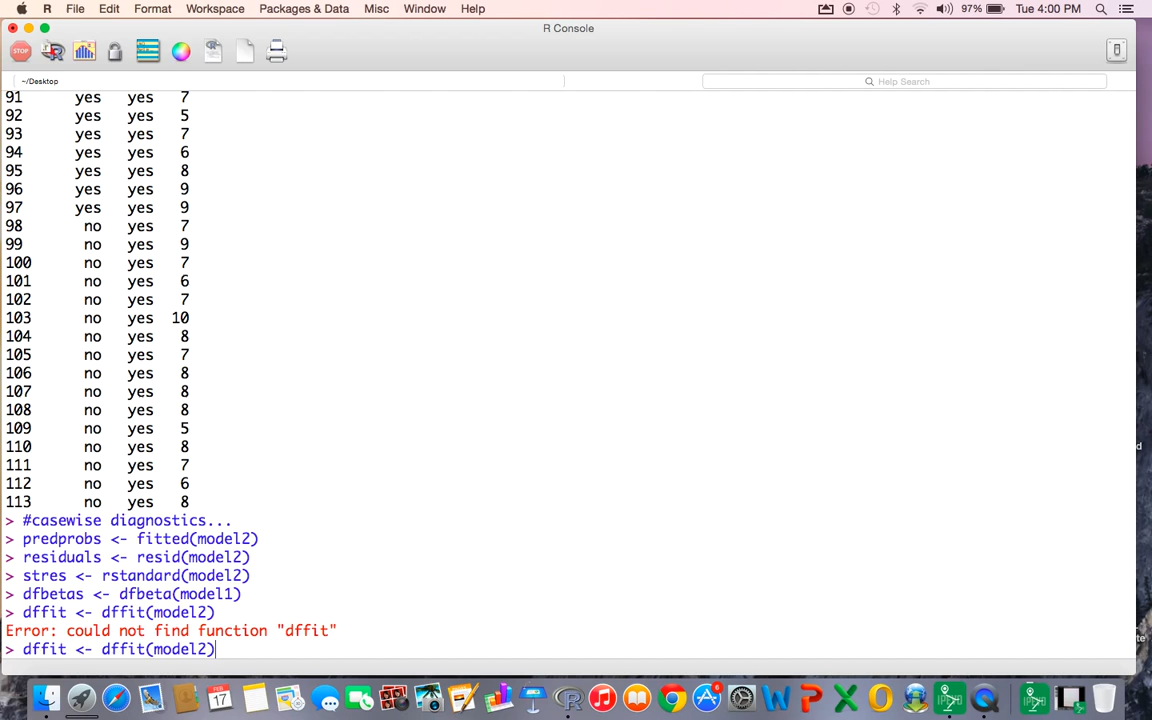 R File Edit Format Workspace Packages & Data Misc Window Help 97% Tue 4:00 PM
R Console
STOP
~/Desktop
Help Search
91 yes yes 7
92 yes yes 5
93 yes yes 7
94 yes yes 6
95 yes yes 8
96 yes yes 9
97 yes yes 9
98 no yes 7
99 no yes 9
100 no yes 7
101 no yes 6
102 no yes 7
103 no yes 10
104 no yes 8
105 no yes 7
106 no yes 8
107 no yes 8
108 no yes 8
109 no yes 5
110 no yes 8
111 no yes 7
112 no yes 6
113 no yes 8
> #casewise diagnostics...
> predprobs <- fitted(model2)
> residuals <- resid(model2)
> stres <- rstandard(model2)
> dfbetas <- dfbeta(model1)
> dffit <- dffit(model2)
Error: could not find function "dffit"
> dffit <- dffit(model2)